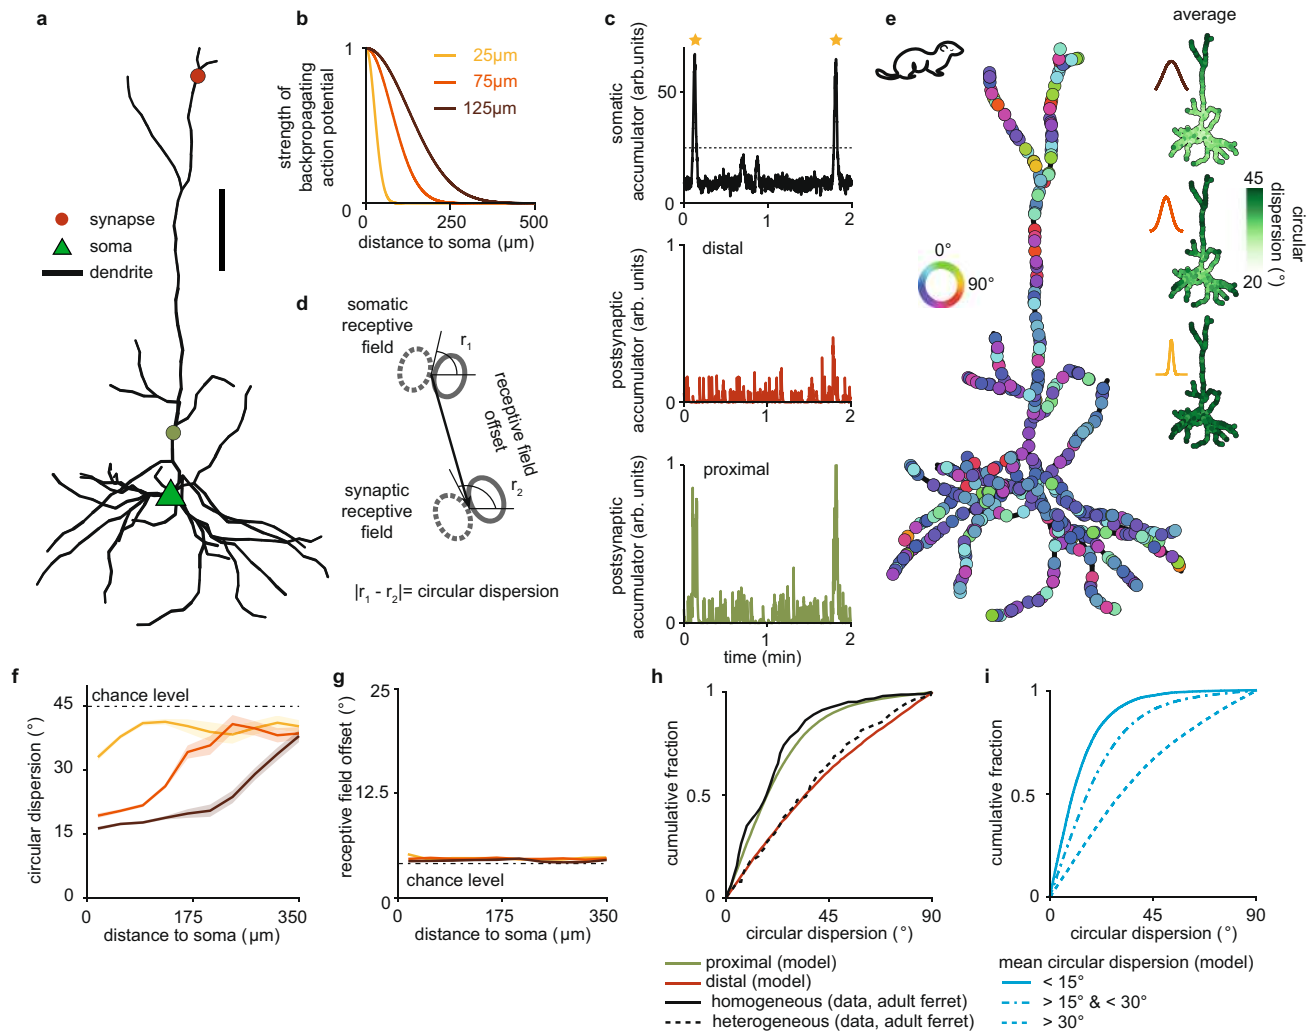 a
synapse
soma
dendrite
b
strength of
backpropagating
action potential
1
0
25µm
75µm
125µm
0
250
500
distance to soma (µm)
c
somatic
accumulator (arb.units)
50
0
0
1
2
distal
postsynaptic
accumulator (arb. units)
1
0
0
1
2
proximal
postsynaptic
accumulator (arb. units)
1
0
0
1
2
time (min)
d
somatic
receptive
field
r1
receptive field
offset
synaptic
receptive
field
r2
|r1 - r2|= circular dispersion
e
0°
90°
average
45
20
circular
dispersion (°)
f
chance level
circular dispersion (°)
45
30
15
0
0
175
350
distance to soma (µm)
g
receptive field offset (°)
25
12.5
0
chance level
0
175
350
distance to soma (µm)
h
cumulative fraction
1
0.5
0
0
45
90
circular dispersion (°)
proximal (model)
distal (model)
homogeneous (data, adult ferret)
heterogeneous (data, adult ferret)
i
cumulative fraction
1
0.5
0
0
45
90
circular dispersion (°)
mean circular dispersion (model)
< 15°
> 15° & < 30°
> 30°